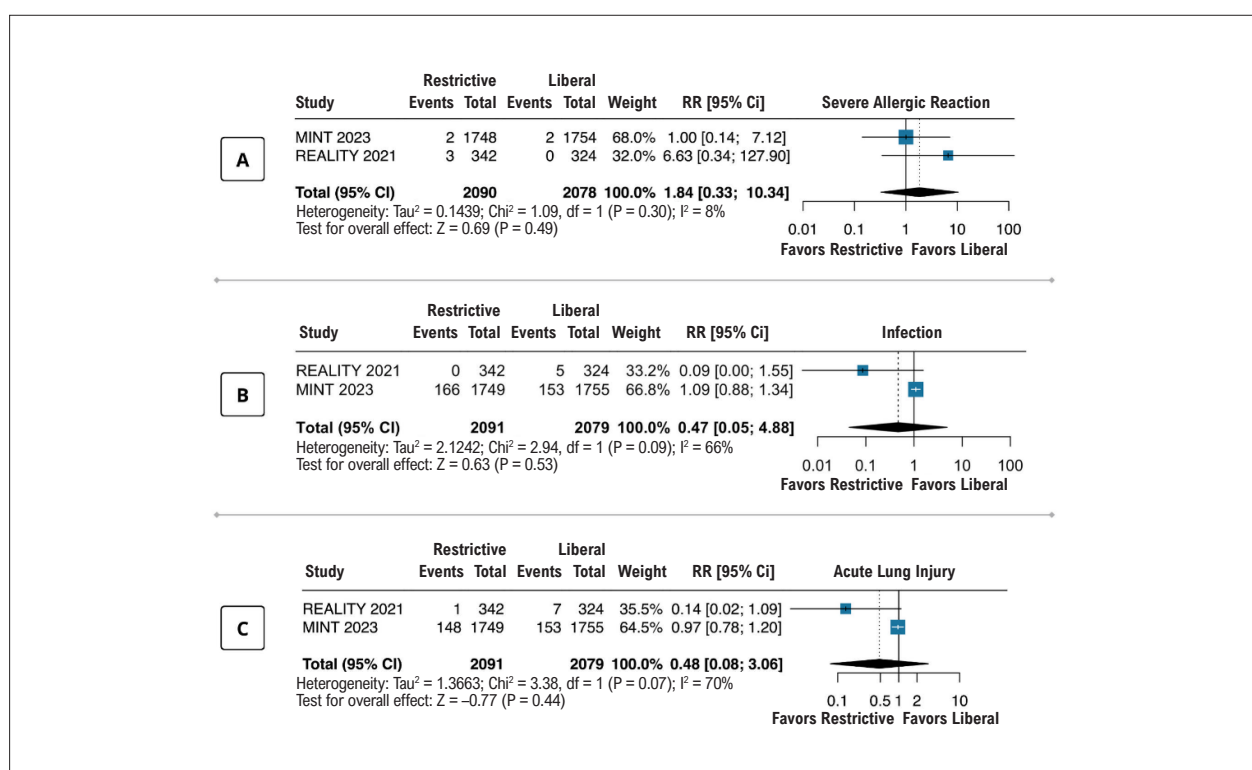 Restrictive Liberal
Study Events Total Events Total Weight RR [95% Ci] Severe Allergic Reaction
A
MINT 2023 2 1748 2 1754 68.0% 1.00 [0.14; 7.12]
REALITY 2021 3 342 0 324 32.0% 6.63 [0.34; 127.90]
Total (95% CI) 2090 2078 100.0% 1.84 [0.33; 10.34]
Heterogeneity: Tau² = 0.1439; Chi² = 1.09, df = 1 (P = 0.30); I² = 8%
Test for overall effect: Z = 0.69 (P = 0.49)
0.01 0.1 1 10 100
Favors Restrictive Favors Liberal
Restrictive Liberal
Study Events Total Events Total Weight RR [95% Ci] Infection
B
REALITY 2021 0 342 5 324 33.2% 0.09 [0.00; 1.55]
MINT 2023 166 1749 153 1755 66.8% 1.09 [0.88; 1.34]
Total (95% CI) 2091 2079 100.0% 0.47 [0.05; 4.88]
Heterogeneity: Tau² = 2.1242; Chi² = 2.94, df = 1 (P = 0.09); I² = 66%
Test for overall effect: Z = 0.63 (P = 0.53)
0.01 0.1 1 10 100
Favors Restrictive Favors Liberal
Restrictive Liberal
Study Events Total Events Total Weight RR [95% Ci] Acute Lung Injury
C
REALITY 2021 1 342 7 324 35.5% 0.14 [0.02; 1.09]
MINT 2023 148 1749 153 1755 64.5% 0.97 [0.78; 1.20]
Total (95% CI) 2091 2079 100.0% 0.48 [0.08; 3.06]
Heterogeneity: Tau² = 1.3663; Chi² = 3.38, df = 1 (P = 0.07); I² = 70%
Test for overall effect: Z = –0.77 (P = 0.44)
0.1 0.5 1 2 10
Favors Restrictive Favors Liberal